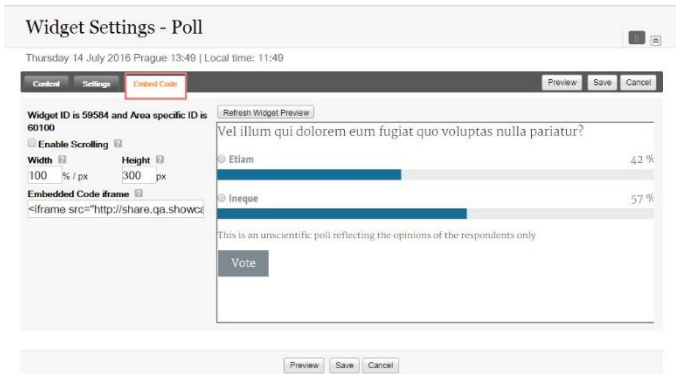 Widget Settings - Poll
0
Thursday 14 July 2016 Prague 13:49 | Local time: 11:49
Content Settings Embed Code Preview Save Cancel
Widget ID is 59584 and Area specific ID is
60100
Enable Scrolling ?
Width ? Height ?
100 % / px 300 px
Embedded Code iframe ?
<iframe src="http://share.qa.showca
Refresh Widget Preview
Vel illum qui dolorem eum fugiat quo voluptas nulla pariatur?
Etiam 42 %
Ineque 57 %
This is an unscientific poll reflecting the opinions of the respondents only
Vote
Preview Save Cancel